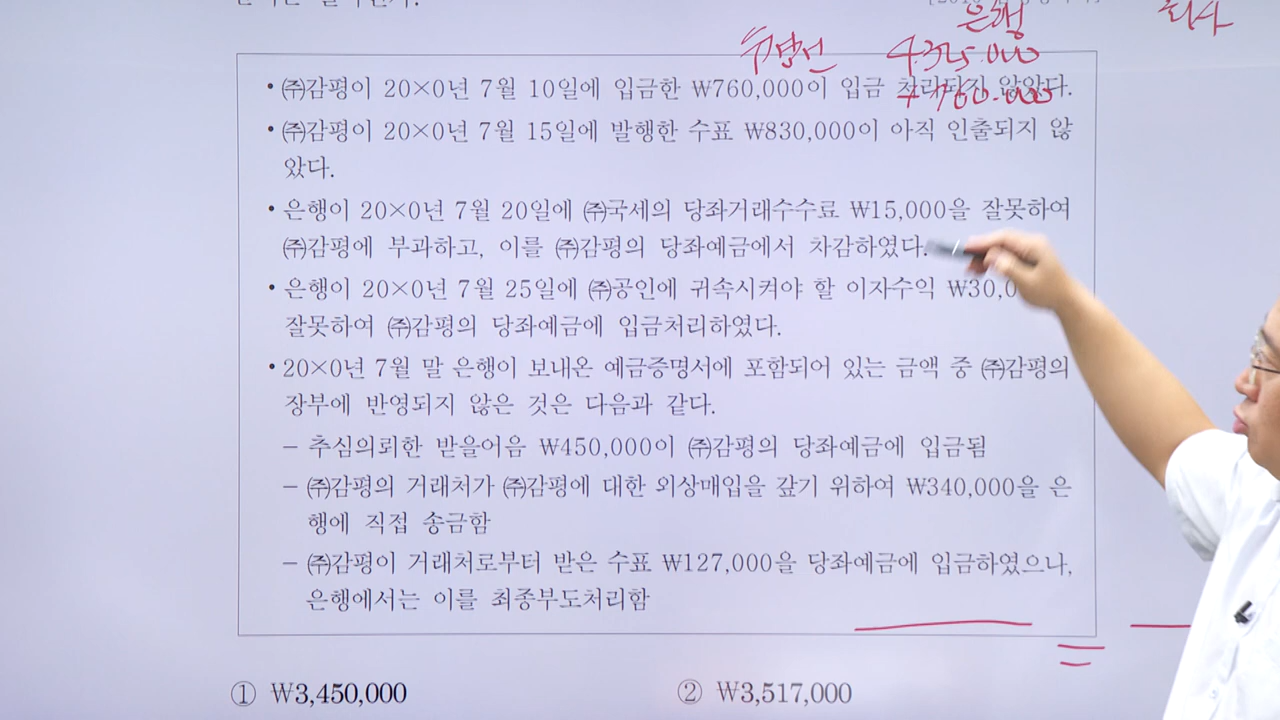 은행
수정전 4,325,000
+ 760,000
• ㈜감평이 20×0년 7월 10일에 입금한 ₩760,000이 입금 처리되지 않았다.
• ㈜감평이 20×0년 7월 15일에 발행한 수표 ₩830,000이 아직 인출되지 않
았다.
• 은행이 20×0년 7월 20일에 ㈜국세의 당좌거래수수료 ₩15,000을 잘못하여
㈜감평에 부과하고, 이를 ㈜감평의 당좌예금에서 차감하였다.
• 은행이 20×0년 7월 25일에 ㈜공인에 귀속시켜야 할 이자수익 ₩30,0
잘못하여 ㈜감평의 당좌예금에 입금처리하였다.
• 20×0년 7월 말 은행이 보내온 예금증명서에 포함되어 있는 금액 중 ㈜감평의
장부에 반영되지 않은 것은 다음과 같다.
– 추심의뢰한 받을어음 ₩450,000이 ㈜감평의 당좌예금에 입금됨
– ㈜감평의 거래처가 ㈜감평에 대한 외상매입을 갚기 위하여 ₩340,000을 은
행에 직접 송금함
– ㈜감평이 거래처로부터 받은 수표 ₩127,000을 당좌예금에 입금하였으나,
은행에서는 이를 최종부도처리함
① ₩3,450,000 ② ₩3,517,000